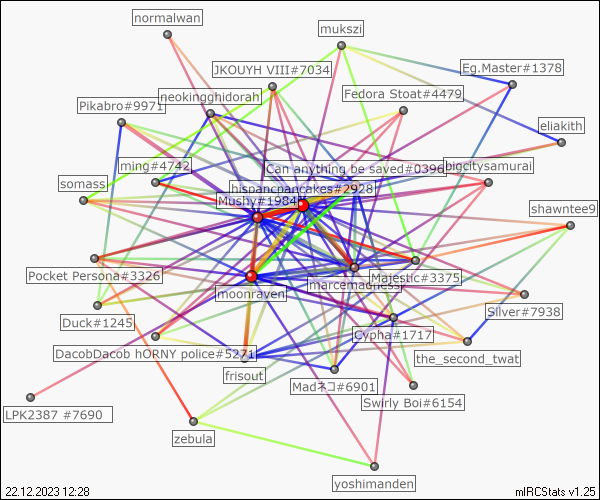 normalwan
mukszi
JKOUYH VIII#7034
Eg.Master#1378
Pikabro#9971
neokingghidorah
Fedora Stoat#4479
eliakith
ming#4742
Can anything be saved#0396
bigcitysamurai
somass
hispancpancakes#2928
Mushy#1984
shawntee9
Pocket Persona#3326
Majestic#3375
marcemadness
moonraven
Silver#7938
Duck#1245
Cypha#1717
DacobDacob hORNY police#5271
the_second_twat
frisout
Madネコ#6901
Swirly Boi#6154
LPK2387 #7690
zebula
yoshimanden
22.12.2023 12:28
mIRCStats v1.25